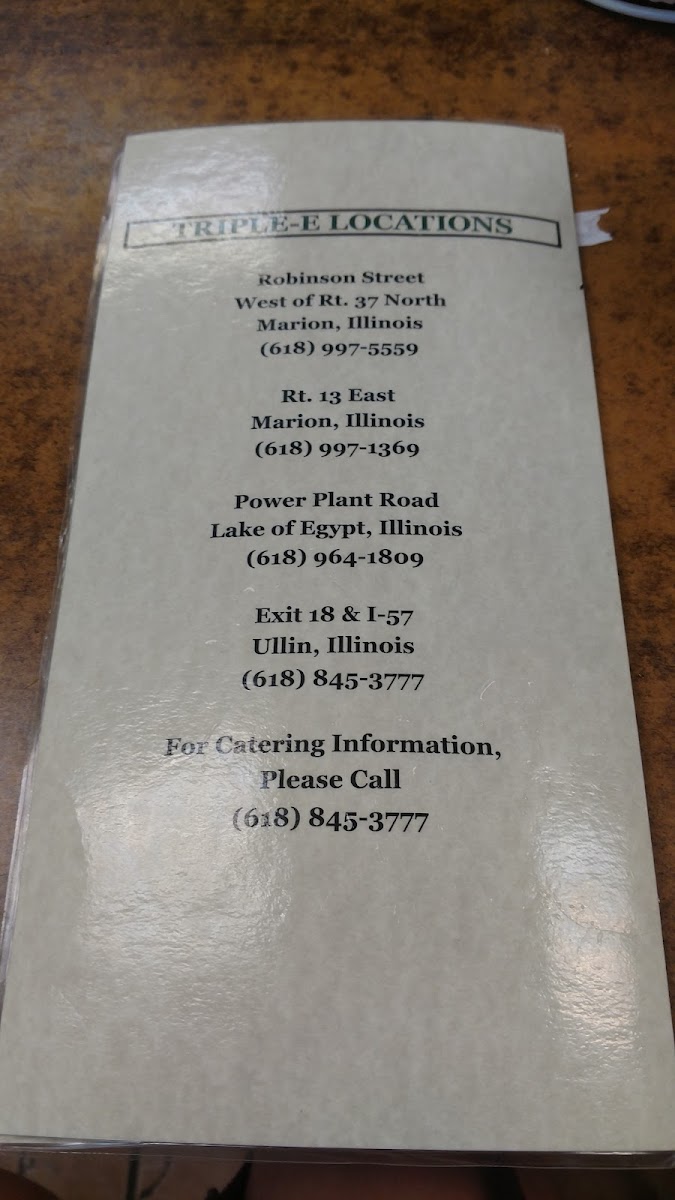 TRIPLE-E LOCATIONS
Robinson Street
West of Rt. 37 North
Marion, Illinois
(618) 997-5559
Rt. 13 East
Marion, Illinois
(618) 997-1369
Power Plant Road
Lake of Egypt, Illinois
(618) 964-1809
Exit 18 & I-57
Ullin, Illinois
(618) 845-3777
For Catering Information,
Please Call
(618) 845-3777